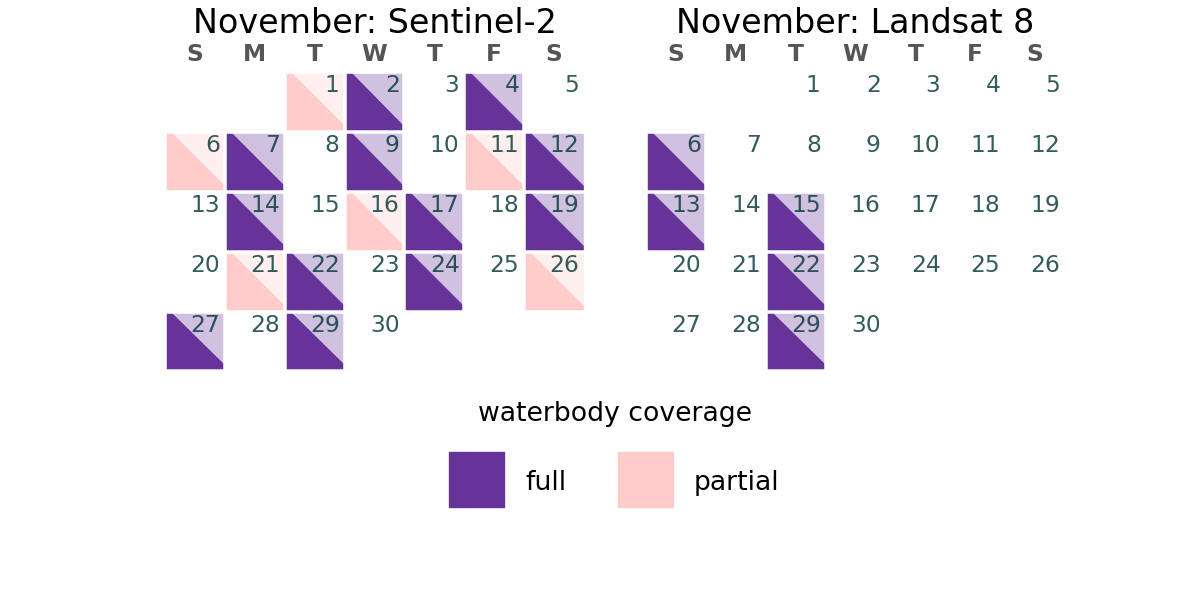 November: Sentinel-2
S M T W T F S
1 2 3 4 5
6 7 8 9 10 11 12
13 14 15 16 17 18 19
20 21 22 23 24 25 26
27 28 29 30
November: Landsat 8
S M T W T F S
1 2 3 4 5
6 7 8 9 10 11 12
13 14 15 16 17 18 19
20 21 22 23 24 25 26
27 28 29 30
waterbody coverage
full partial